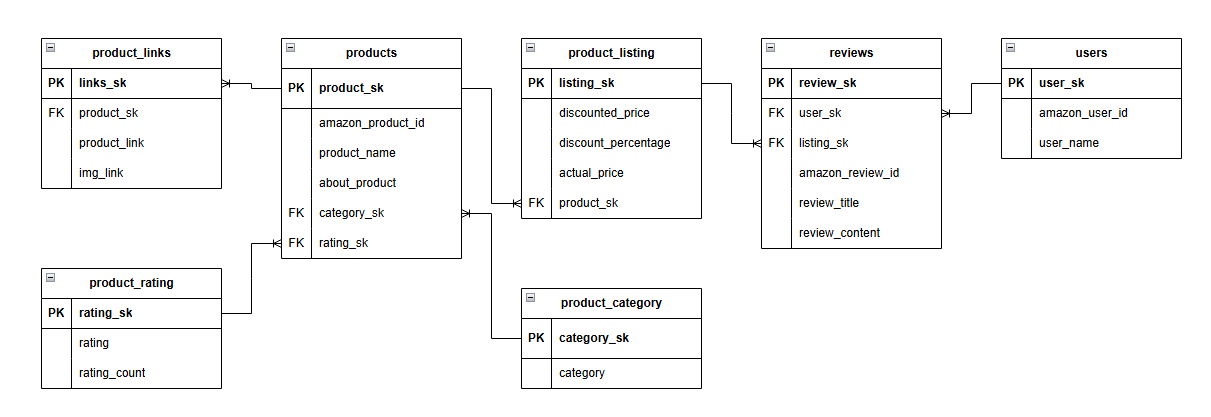 product_links
PK links_sk
FK product_sk
product_link
img_link
products
PK product_sk
amazon_product_id
product_name
about_product
FK category_sk
FK rating_sk
product_listing
PK listing_sk
discounted_price
discount_percentage
actual_price
FK product_sk
reviews
PK review_sk
FK user_sk
FK listing_sk
amazon_review_id
review_title
review_content
users
PK user_sk
amazon_user_id
user_name
product_rating
PK rating_sk
rating
rating_count
product_category
PK category_sk
category